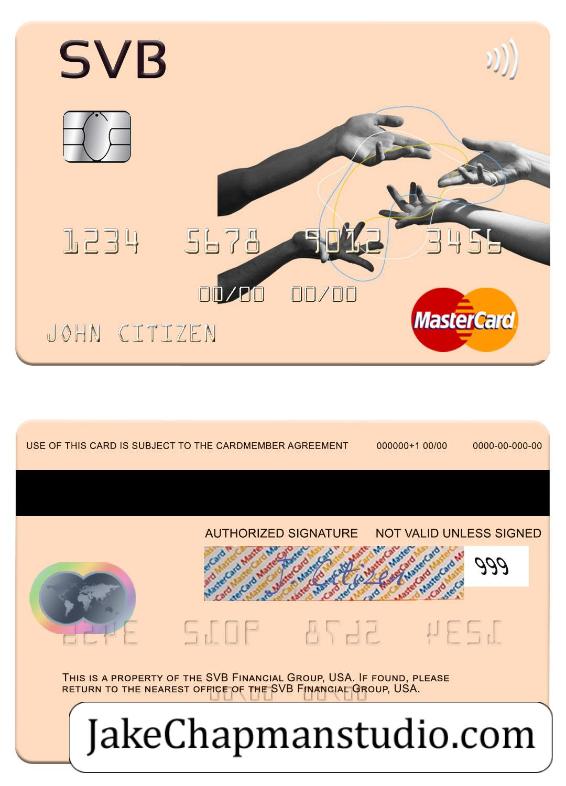 SVB
1234 5678 9012 3456
00/00 00/00
JOHN CITIZEN
MasterCard
USE OF THIS CARD IS SUBJECT TO THE CARDMEMBER AGREEMENT 000000+1 00/00 0000-00-000-00
AUTHORIZED SIGNATURE NOT VALID UNLESS SIGNED
J. citizen 999
THIS IS A PROPERTY OF THE SVB FINANCIAL GROUP, USA. IF FOUND, PLEASE
RETURN TO THE NEAREST OFFICE OF THE SVB FINANCIAL GROUP, USA.
JakeChapmanstudio.com